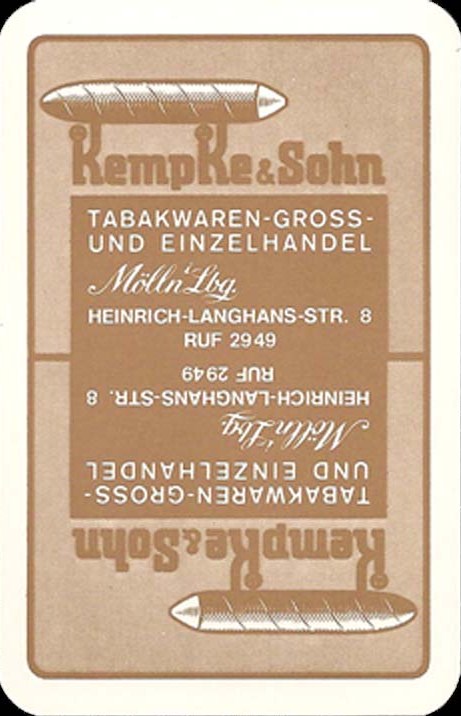 Kempke & Sohn
TABAKWAREN-GROSS-
UND EINZELHANDEL
Mölln i/Lbg.
HEINRICH-LANGHANS-STR. 8
RUF 2949
RUF 2949
HEINRICH-LANGHANS-STR. 8
Mölln i/Lbg.
UND EINZELHANDEL
TABAKWAREN-GROSS-
Kempke & Sohn